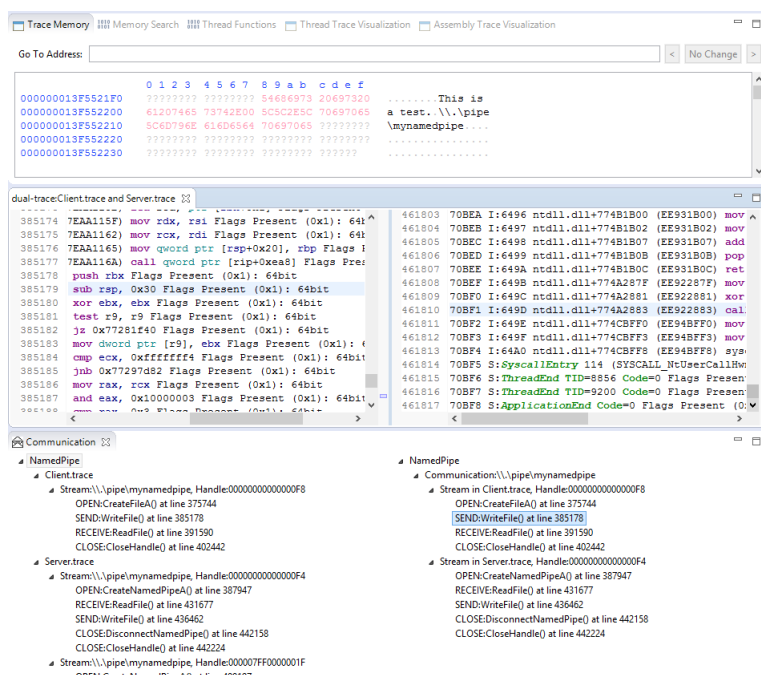 Trace Memory Memory Search Thread Functions Thread Trace Visualization Assembly Trace Visualization
Go To Address: < No Change >
0 1 2 3 4 5 6 7 8 9 a b c d e f
000000013F5521F0 ???????? ???????? 54686973 20697320 ........This is
000000013F552200 61207465 73742E00 5C5C2E5C 70697065 a test..\\.\pipe
000000013F552210 5C6D796E 616D6564 70697065 ???????? \mynamedpipe....
000000013F552220 ???????? ???????? ???????? ???????? ................
000000013F552230 ???????? ???????? ???????? ?????? ................
dual-trace:Client.trace and Server.trace
385174 7EAA115F) mov rdx, rsi Flags Present (0x1): 64b
385175 7EAA1162) mov rcx, rdi Flags Present (0x1): 64b
385176 7EAA1165) mov qword ptr [rsp+0x20], rbp Flags
385177 7EAA116A) call qword ptr [rip+0xea8] Flags Pres
385178 push rbx Flags Present (0x1): 64bit
385179 sub rsp, 0x30 Flags Present (0x1): 64bit
385180 xor ebx, ebx Flags Present (0x1): 64bit
385181 test r9, r9 Flags Present (0x1): 64bit
385182 jz 0x77281f40 Flags Present (0x1): 64bit
385183 mov dword ptr [r9], ebx Flags Present (0x1):
385184 cmp ecx, 0xfffffff4 Flags Present (0x1): 64bit
385185 jnb 0x77297d82 Flags Present (0x1): 64bit
385186 mov rax, rcx Flags Present (0x1): 64bit
385187 and eax, 0x10000003 Flags Present (0x1): 64bit
461803 70BEA I:6496 ntdll.dll+774B1B00 (EE931B00) mov
461804 70BEB I:6497 ntdll.dll+774B1B02 (EE931B02) mov
461805 70BEC I:6498 ntdll.dll+774B1B07 (EE931B07) add
461806 70BED I:6499 ntdll.dll+774B1B0B (EE931B0B) pop
461807 70BEE I:649A ntdll.dll+774B1B0C (EE931B0C) ret
461808 70BEF I:649B ntdll.dll+774A287F (EE92287F) mov
461809 70BF0 I:649C ntdll.dll+774A2881 (EE922881) xor
461810 70BF1 I:649D ntdll.dll+774A2883 (EE922883) cal
461811 70BF2 I:649E ntdll.dll+774CBFF0 (EE94BFF0) mov
461812 70BF3 I:649F ntdll.dll+774CBFF3 (EE94BFF3) mov
461813 70BF4 I:64A0 ntdll.dll+774CBFF8 (EE94BFF8) sys
461814 70BF5 S:SyscallEntry 114 (SYSCALL_NtUserCallHwn
461815 70BF6 S:ThreadEnd TID=8856 Code=0 Flags Presen
461816 70BF7 S:ThreadEnd TID=9200 Code=0 Flags Presen
461817 70BF8 S:ApplicationEnd Code=0 Flags Present (0
Communication
NamedPipe
Client.trace
Stream:\\.\pipe\mynamedpipe, Handle:00000000000000F8
OPEN:CreateFileA() at line 375744
SEND:WriteFile() at line 385178
RECEIVE:ReadFile() at line 391590
CLOSE:CloseHandle() at line 402442
Server.trace
Stream:\\.\pipe\mynamedpipe, Handle:00000000000000F4
OPEN:CreateNamedPipeA() at line 387947
RECEIVE:ReadFile() at line 431677
SEND:WriteFile() at line 436462
CLOSE:DisconnectNamedPipe() at line 442158
CLOSE:CloseHandle() at line 442224
Stream:\\.\pipe\mynamedpipe, Handle:000007FF0000001F
NamedPipe
Communication:\\.\pipe\mynamedpipe
Stream in Client.trace, Handle:00000000000000F8
OPEN:CreateFileA() at line 375744
SEND:WriteFile() at line 385178
RECEIVE:ReadFile() at line 391590
CLOSE:CloseHandle() at line 402442
Stream in Server.trace, Handle:00000000000000F4
OPEN:CreateNamedPipeA() at line 387947
RECEIVE:ReadFile() at line 431677
SEND:WriteFile() at line 436462
CLOSE:DisconnectNamedPipe() at line 442158
CLOSE:CloseHandle() at line 442224